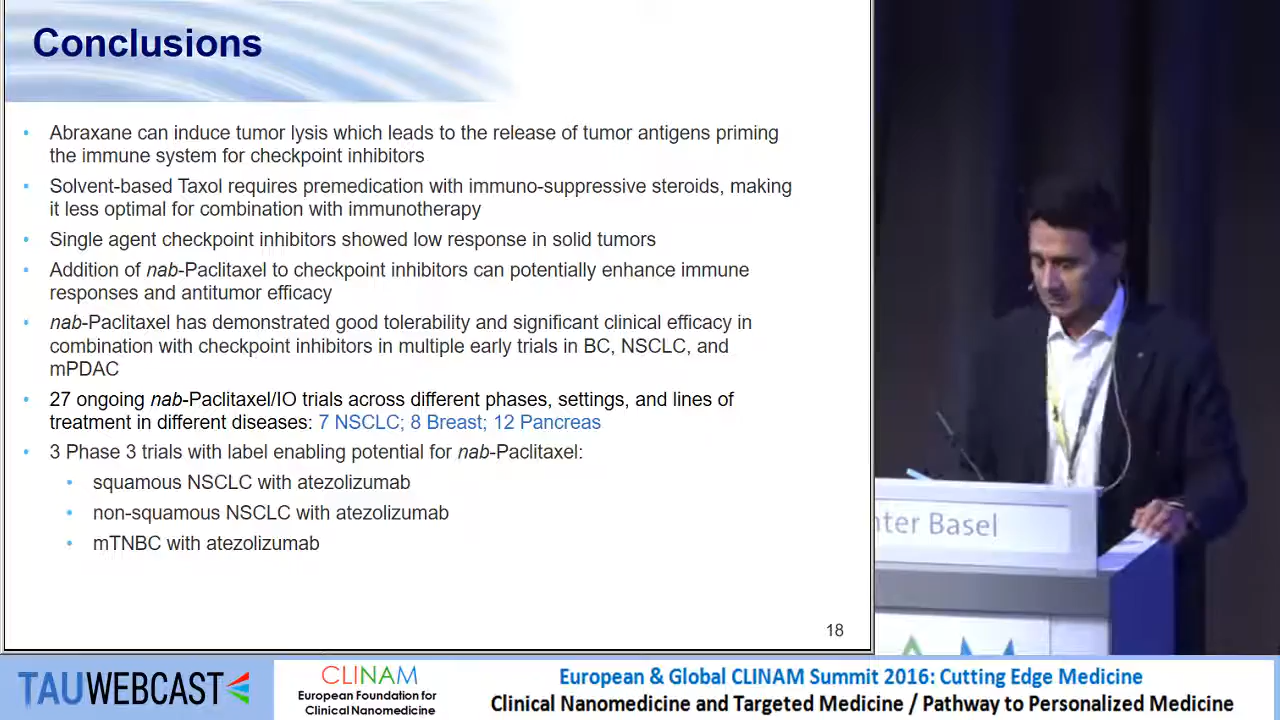 Conclusions
• Abraxane can induce tumor lysis which leads to the release of tumor antigens priming
the immune system for checkpoint inhibitors
• Solvent-based Taxol requires premedication with immuno-suppressive steroids, making
it less optimal for combination with immunotherapy
• Single agent checkpoint inhibitors showed low response in solid tumors
• Addition of nab-Paclitaxel to checkpoint inhibitors can potentially enhance immune
responses and antitumor efficacy
• nab-Paclitaxel has demonstrated good tolerability and significant clinical efficacy in
combination with checkpoint inhibitors in multiple early trials in BC, NSCLC, and
mPDAC
• 27 ongoing nab-Paclitaxel/IO trials across different phases, settings, and lines of
treatment in different diseases: 7 NSCLC; 8 Breast; 12 Pancreas
• 3 Phase 3 trials with label enabling potential for nab-Paclitaxel:
• squamous NSCLC with atezolizumab
• non-squamous NSCLC with atezolizumab
• mTNBC with atezolizumab
18
nter Basel
TAUWEBCAST
CLINAM
European Foundation for
Clinical Nanomedicine
European & Global CLINAM Summit 2016: Cutting Edge Medicine
Clinical Nanomedicine and Targeted Medicine / Pathway to Personalized Medicine